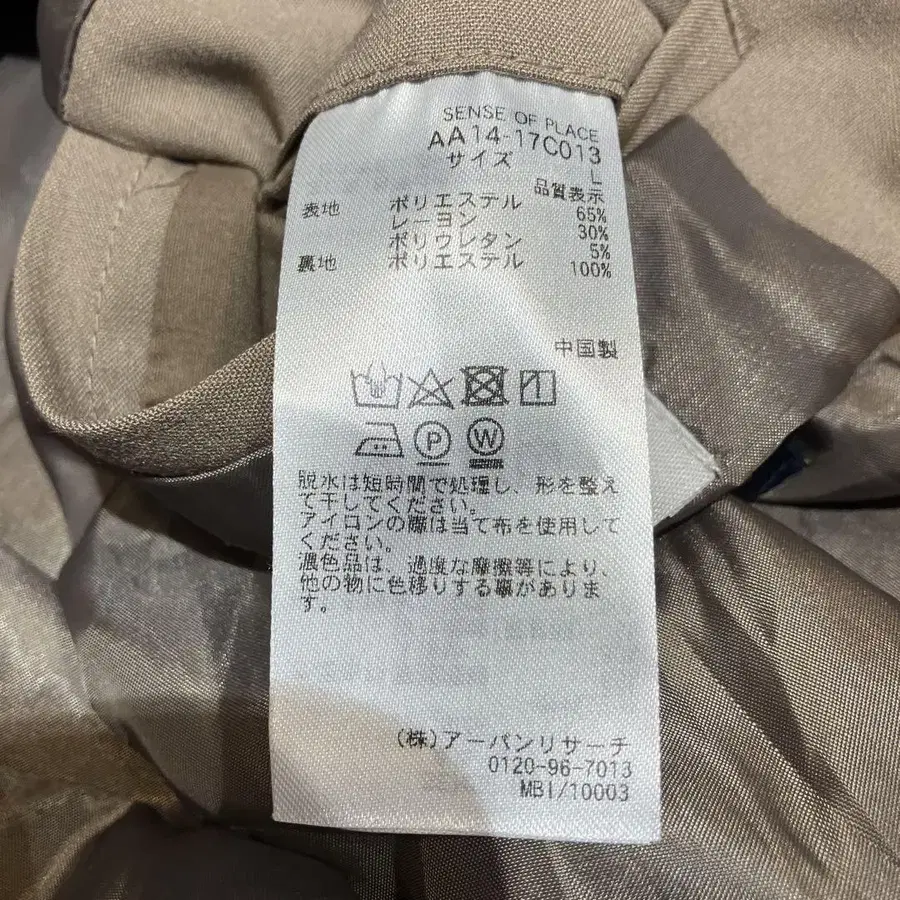 SENSE OF PLACE
AA14-17C013
サイズ
L
品質表示
表地 ポリエステル 65%
レーヨン 30%
ポリウレタン 5%
裏地 ポリエステル 100%
中国製
P W
脱水は短時間で処理し、形を整え
て干してください。
アイロンの際は当て布を使用して
ください。
濃色品は、過度な摩擦等により、
他の物に色移りする事がありま
す。
(株)アーバンリサーチ
0120-96-7013
MBI/10003